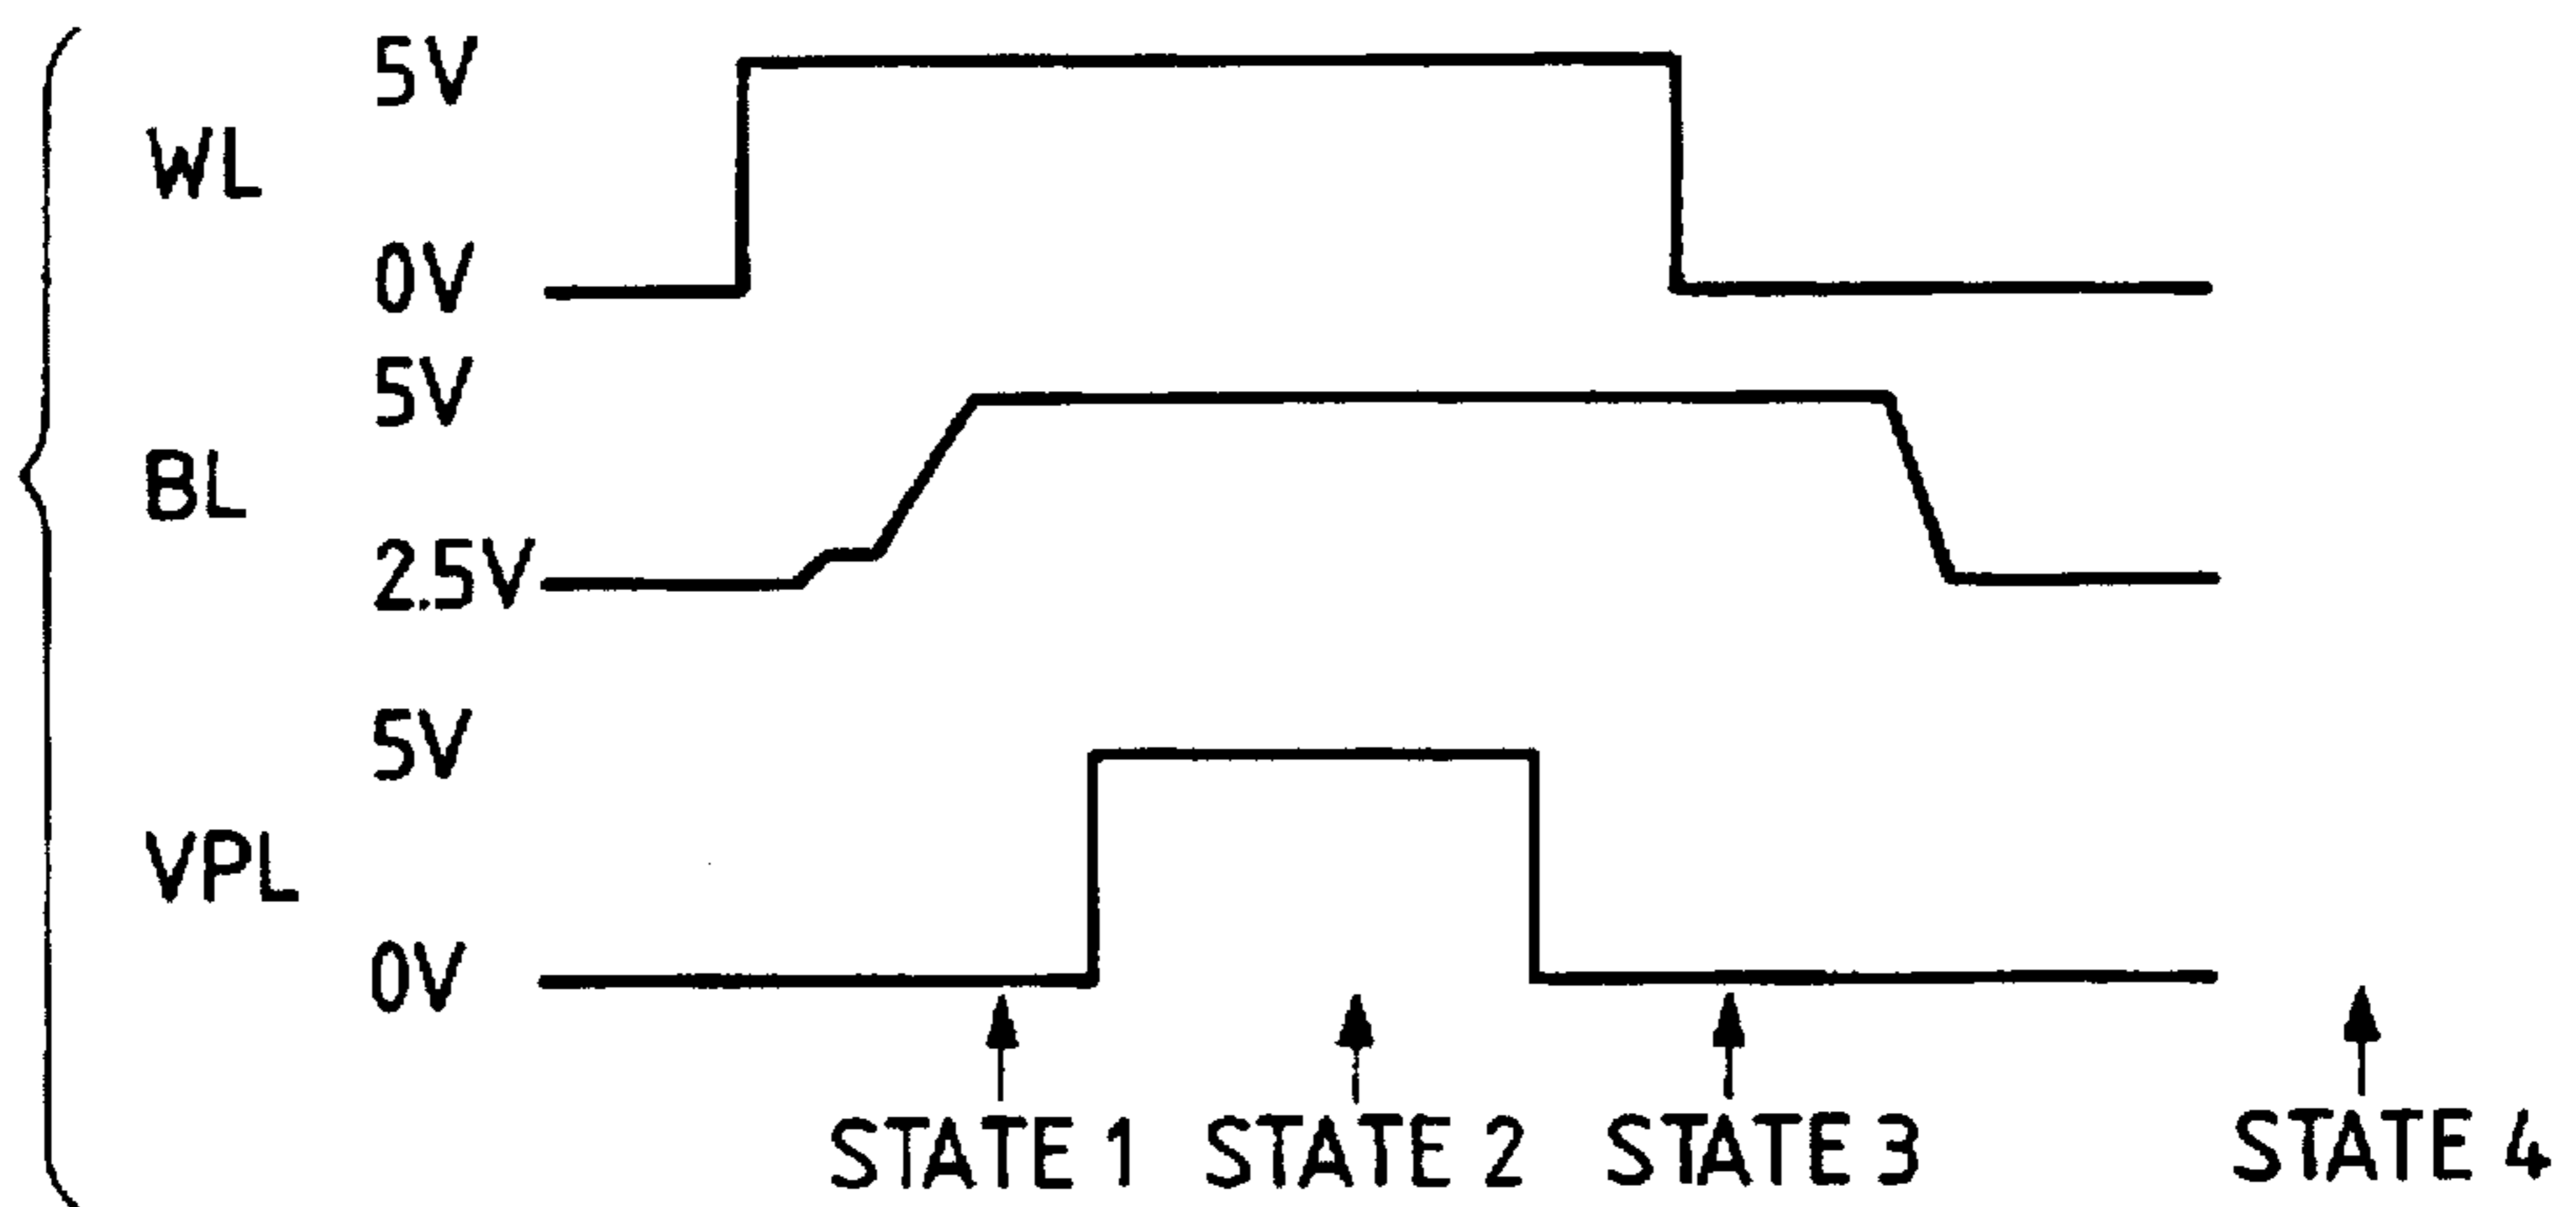 5V
WL
0V
5V
BL
2.5V
5V
VPL
0V
STATE 1 STATE 2 STATE 3 STATE 4